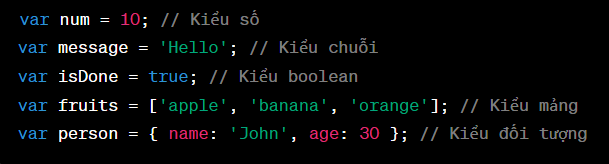 var num = 10; // Kiểu số
var message = 'Hello'; // Kiểu chuỗi
var isDone = true; // Kiểu boolean
var fruits = ['apple', 'banana', 'orange']; // Kiểu mảng
var person = { name: 'John', age: 30 }; // Kiểu đối tượng